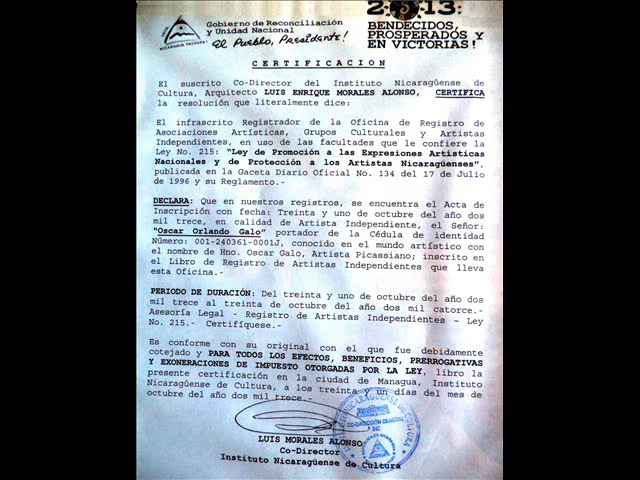 Gobierno de Reconciliación
y Unidad Nacional
El Pueblo, Presidente!
2013:
BENDECIDOS,
PROSPERADOS Y
EN VICTORIAS!
CERTIFICACION
El suscrito Co-Director del Instituto Nicaragüense de
Cultura, Arquitecto LUIS ENRIQUE MORALES ALONSO, CERTIFICA
la resolución que literalmente dice:
El infrascrito Registrador de la Oficina de Registro de
Asociaciones Artísticas, Grupos Culturales y Artistas
Independientes, en uso de las facultades que le confiere la
Ley No. 215: "Ley de Promoción a las Expresiones Artísticas
Nacionales y de Protección a los Artistas Nicaragüenses",
publicada en la Gaceta Diario Oficial No. 134 del 17 de Julio
de 1996 y su Reglamento.-
DECLARA: Que en nuestros registros, se encuentra el Acta de
Inscripción con fecha: Treinta y uno de octubre del año dos
mil trece, en calidad de Artista Independiente, el Señor:
"Oscar Orlando Galo" portador de la Cédula de identidad
Número: 001-240361-0001J, conocido en el mundo artístico con
el nombre de Hno. Oscar Galo, Artista Picassiano; inscrito en
el Libro de Registro de Artistas Independientes que lleva
esta Oficina.-
PERIODO DE DURACIÓN: Del treinta y uno de octubre del año dos
mil trece al treinta de octubre del año dos mil catorce.-
Asesoría Legal - Registro de Artistas Independientes – Ley
No. 215.- Certifíquese.-
Es conforme con su original con el que fue debidamente
cotejado y PARA TODOS LOS EFECTOS, BENEFICIOS, PRERROGATIVAS
Y EXONERACIONES DE IMPUESTO OTORGADAS POR LA LEY, libro la
presente certificación en la ciudad de Managua, Instituto
Nicaragüense de Cultura, a los treinta y un días del mes de
octubre del año dos mil trece.-
LUIS MORALES ALONSO
Co-Director
Instituto Nicaragüense de Cultura
CO-DIRECCIÓN GENERAL
INC